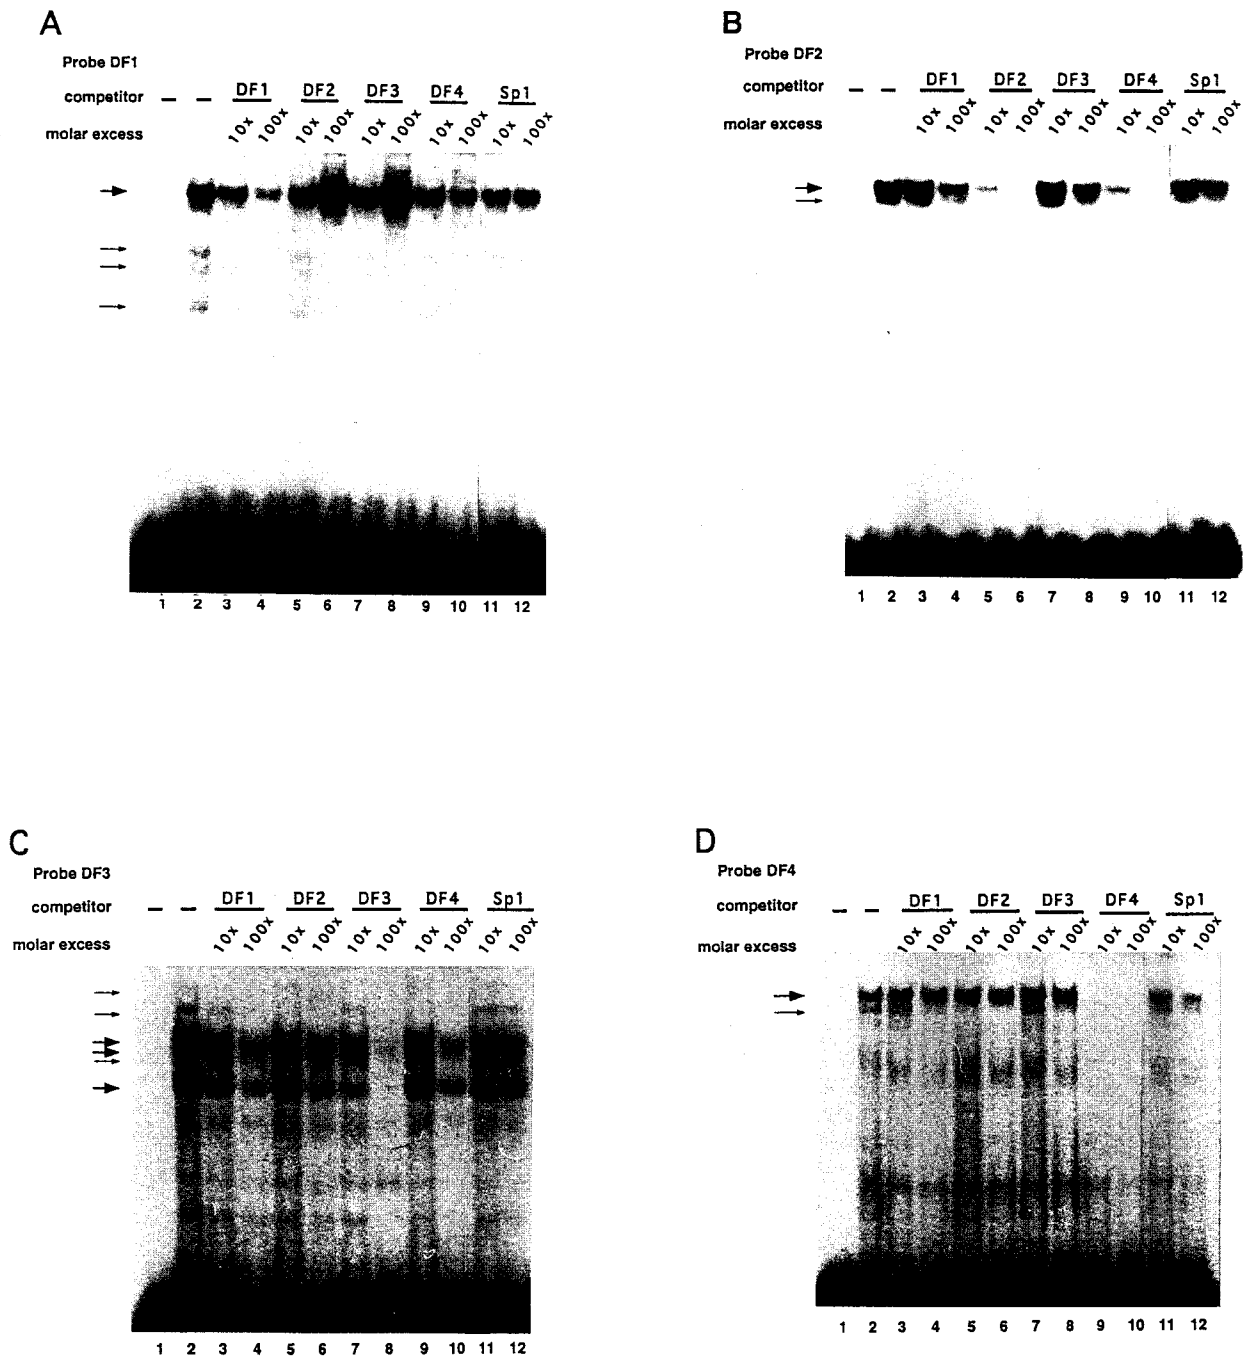 A
Probe DF1
competitor – – DF1 DF2 DF3 DF4 Sp1
molar excess 10x 100x 10x 100x 10x 100x 10x 100x 10x 100x
1 2 3 4 5 6 7 8 9 10 11 12
B
Probe DF2
competitor – – DF1 DF2 DF3 DF4 Sp1
molar excess 10x 100x 10x 100x 10x 100x 10x 100x 10x 100x
1 2 3 4 5 6 7 8 9 10 11 12
C
Probe DF3
competitor – – DF1 DF2 DF3 DF4 Sp1
molar excess 10x 100x 10x 100x 10x 100x 10x 100x 10x 100x
1 2 3 4 5 6 7 8 9 10 11 12
D
Probe DF4
competitor – – DF1 DF2 DF3 DF4 Sp1
molar excess 10x 100x 10x 100x 10x 100x 10x 100x 10x 100x
1 2 3 4 5 6 7 8 9 10 11 12